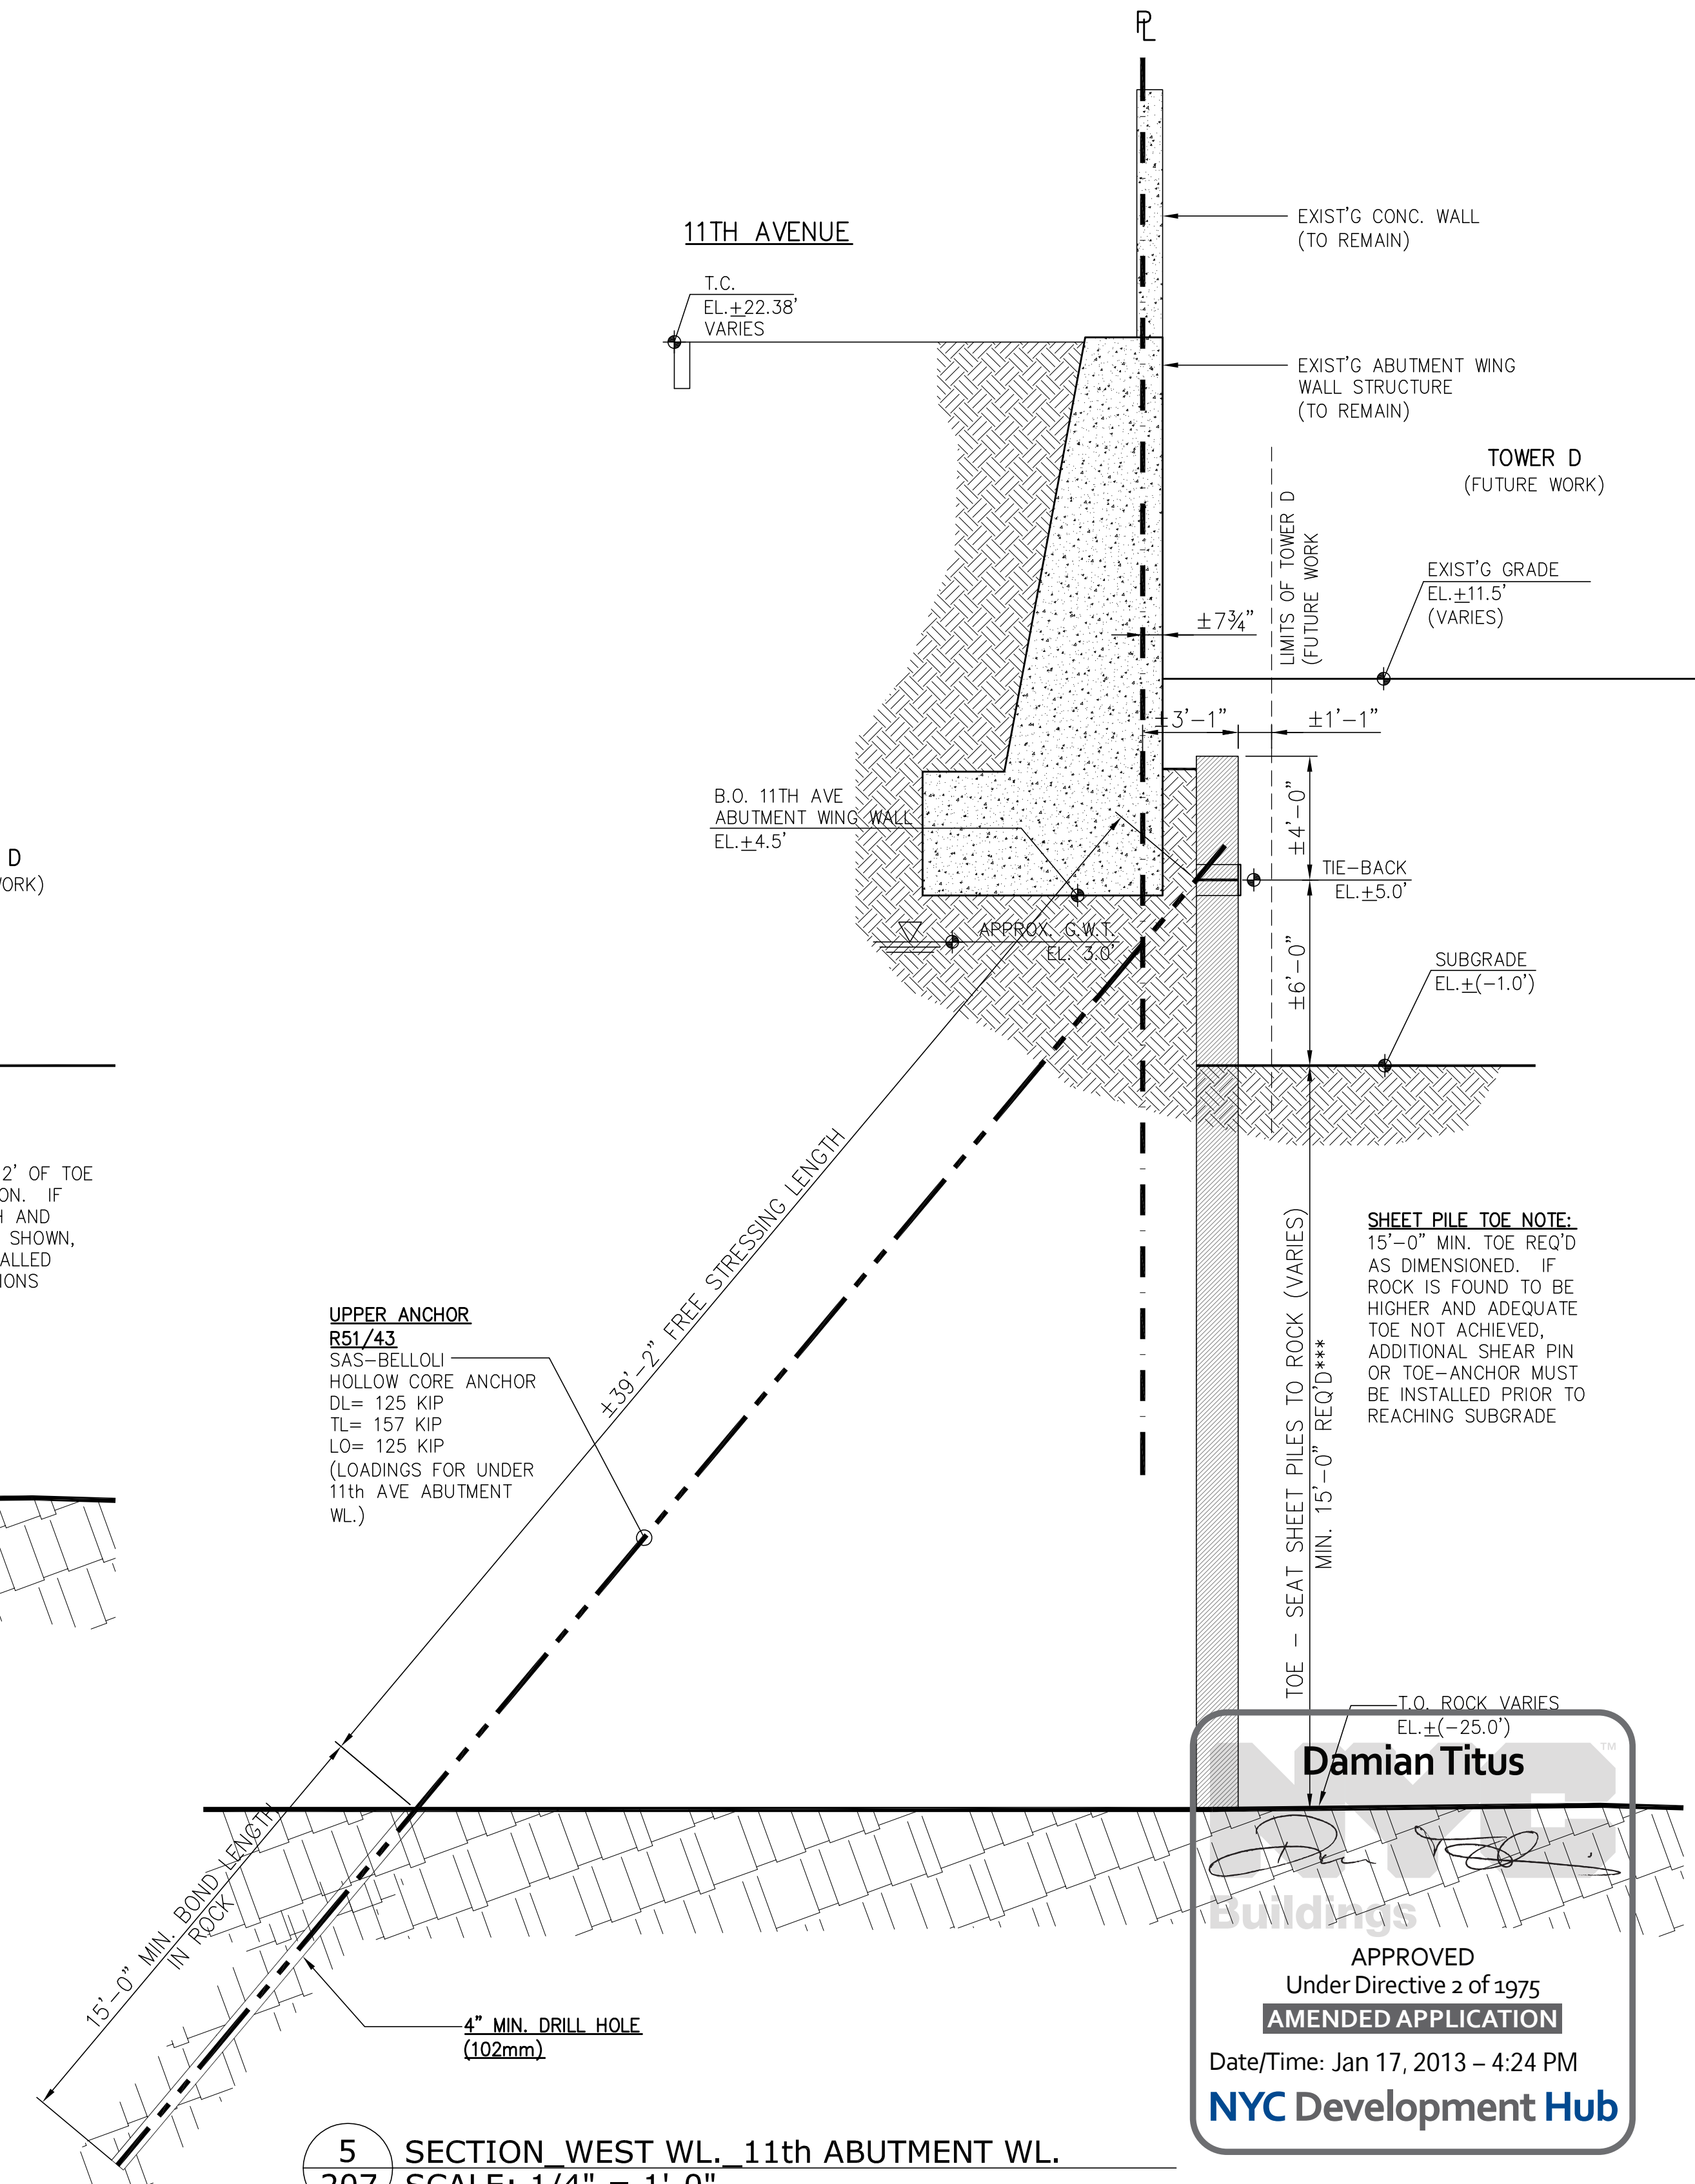 PL
11TH AVENUE
T.C.
EL.±22.38'
VARIES
EXIST'G CONC. WALL
(TO REMAIN)
EXIST'G ABUTMENT WING
WALL STRUCTURE
(TO REMAIN)
TOWER D
(FUTURE WORK)
LIMITS OF TOWER D
(FUTURE WORK
EXIST'G GRADE
EL.±11.5'
(VARIES)
±7¾"
±3'-1"
±1'-1"
B.O. 11TH AVE
ABUTMENT WING WALL
EL.±4.5'
±4'-0"
TIE-BACK
EL.±5.0'
APPROX. G.W.T.
EL. 3.0'
±6'-0"
SUBGRADE
EL.±(-1.0')
D
ORK)
2' OF TOE
ON. IF
H AND
SHOWN,
ALLED
IONS
±39'-2" FREE STRESSING LENGTH
UPPER ANCHOR
R51/43
SAS-BELLOLI
HOLLOW CORE ANCHOR
DL= 125 KIP
TL= 157 KIP
LO= 125 KIP
(LOADINGS FOR UNDER
11th AVE ABUTMENT
WL.)
SHEET PILE TOE NOTE:
15'-0" MIN. TOE REQ'D
AS DIMENSIONED. IF
ROCK IS FOUND TO BE
HIGHER AND ADEQUATE
TOE NOT ACHIEVED,
ADDITIONAL SHEAR PIN
OR TOE-ANCHOR MUST
BE INSTALLED PRIOR TO
REACHING SUBGRADE
TOE - SEAT SHEET PILES TO ROCK (VARIES)
MIN. 15'-0" REQ'D***
T.O. ROCK VARIES
EL.±(-25.0')
15'-0" MIN. BOND LENGTH
IN ROCK
4" MIN. DRILL HOLE
(102mm)
NYC™
Damian Titus
Buildings
APPROVED
Under Directive 2 of 1975
AMENDED APPLICATION
Date/Time: Jan 17, 2013 – 4:24 PM
NYC Development Hub
5
207
SECTION_WEST WL._11th ABUTMENT WL.
SCALE: 1/4" = 1'-0"